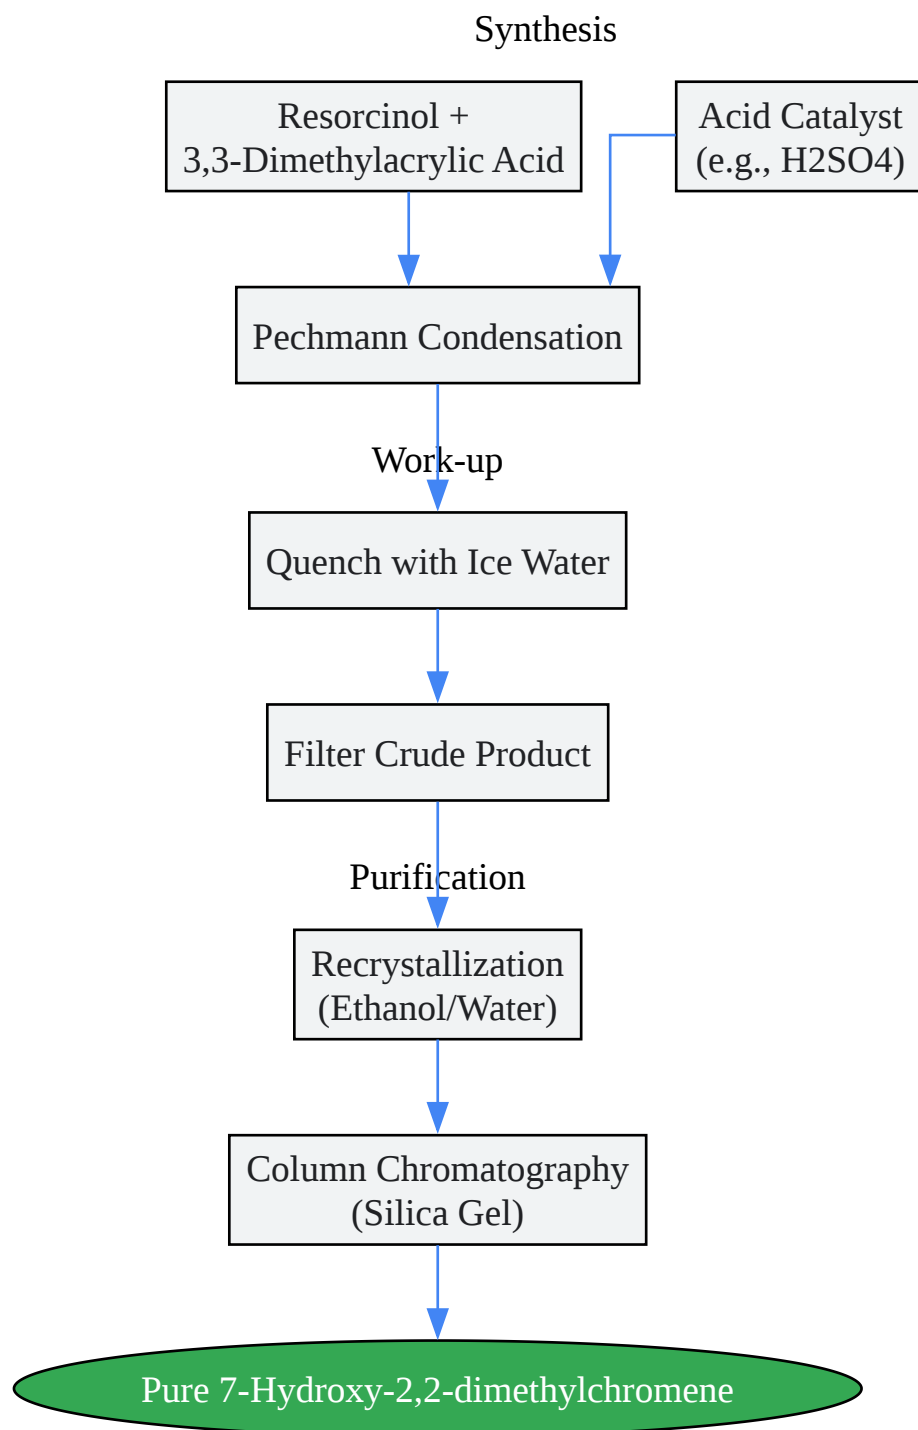 Synthesis
Resorcinol +
3,3-Dimethylacrylic Acid
Acid Catalyst
(e.g., H2SO4)
Pechmann Condensation
Work-up
Quench with Ice Water
Filter Crude Product
Purification
Recrystallization
(Ethanol/Water)
Column Chromatography
(Silica Gel)
Pure 7-Hydroxy-2,2-dimethylchromene